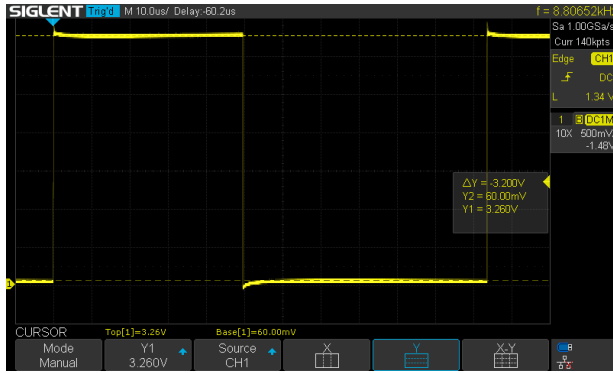 SIGLENT Trig'd M 10.0us/ Delay:-60.2us f = 8.80652kHz
Sa 1.00GSa/s
Curr 140kpts
Edge CH1
DC
L 1.34 V
1 B DC1M
10X 500mV/
-1.48V
△Y = -3.200V
Y2 = 60.00mV
Y1 = 3.260V
1
CURSOR Top[1]=3.26V Base[1]=60.00mV
Mode Y1 Source X Y X-Y
Manual 3.260V CH1